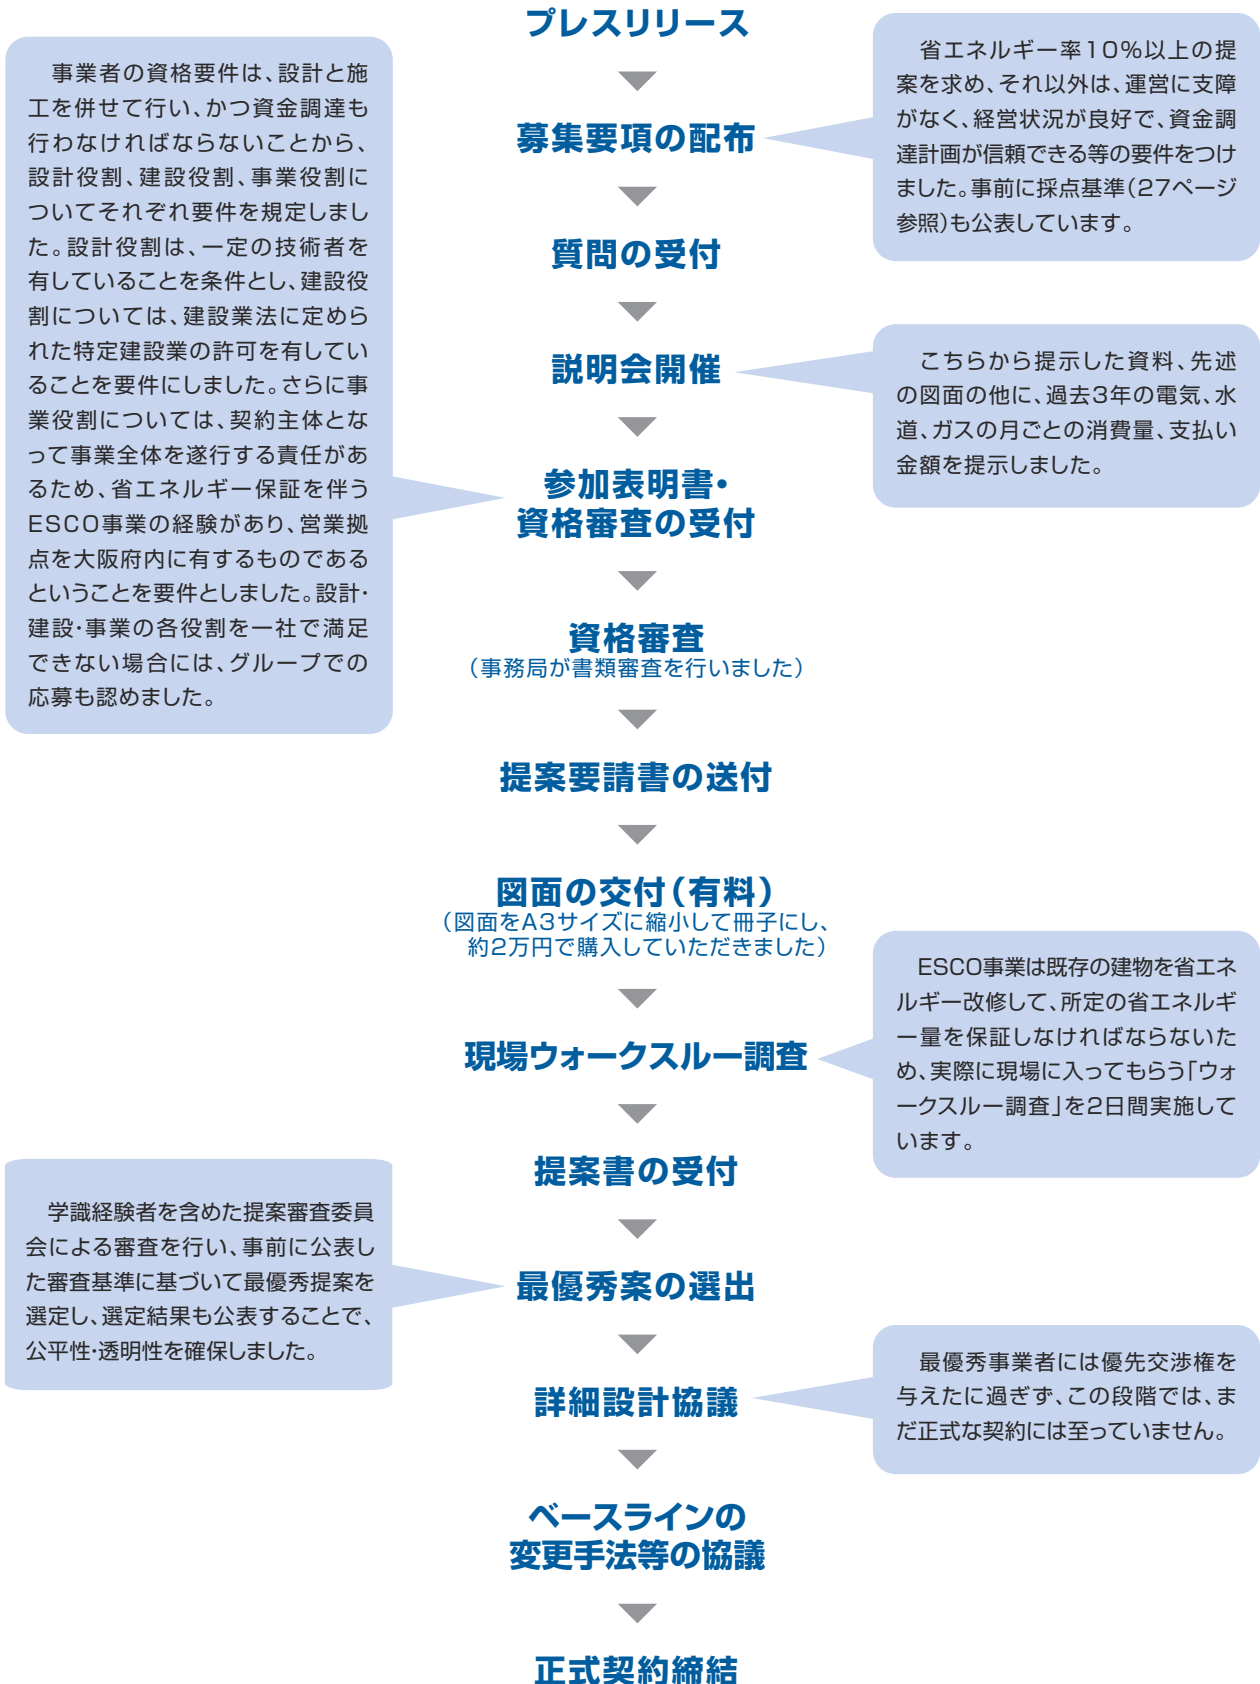 プレスリリース
募集要項の配布
省エネルギー率10%以上の提
案を求め、それ以外は、運営に支障
がなく、経営状況が良好で、資金調
達計画が信頼できる等の要件をつけ
ました。事前に採点基準(27ページ
参照)も公表しています。
質問の受付
説明会開催
こちらから提示した資料、先述
の図面の他に、過去3年の電気、水
道、ガスの月ごとの消費量、支払い
金額を提示しました。
参加表明書・
資格審査の受付
事業者の資格要件は、設計と施
工を併せて行い、かつ資金調達も
行わなければならないことから、
設計役割、建設役割、事業役割に
ついてそれぞれ要件を規定しまし
た。設計役割は、一定の技術者を
有していることを条件とし、建設役
割については、建設業法に定めら
れた特定建設業の許可を有してい
ることを要件にしました。さらに事
業役割については、契約主体とな
って事業全体を遂行する責任があ
るため、省エネルギー保証を伴う
ESCO事業の経験があり、営業拠
点を大阪府内に有するものである
ということを要件としました。設計・
建設・事業の各役割を一社で満足
できない場合には、グループでの
応募も認めました。
資格審査
(事務局が書類審査を行いました)
提案要請書の送付
図面の交付(有料)
(図面をA3サイズに縮小して冊子にし、
約2万円で購入していただきました)
現場ウォークスルー調査
ESCO事業は既存の建物を省エネ
ルギー改修して、所定の省エネルギ
ー量を保証しなければならないた
め、実際に現場に入ってもらう「ウォ
ークスルー調査」を2日間実施して
います。
提案書の受付
最優秀案の選出
学識経験者を含めた提案審査委員
会による審査を行い、事前に公表し
た審査基準に基づいて最優秀提案を
選定し、選定結果も公表することで、
公平性・透明性を確保しました。
詳細設計協議
最優秀事業者には優先交渉権を
与えたに過ぎず、この段階では、ま
だ正式な契約には至っていません。
ベースラインの
変更手法等の協議
正式契約締結